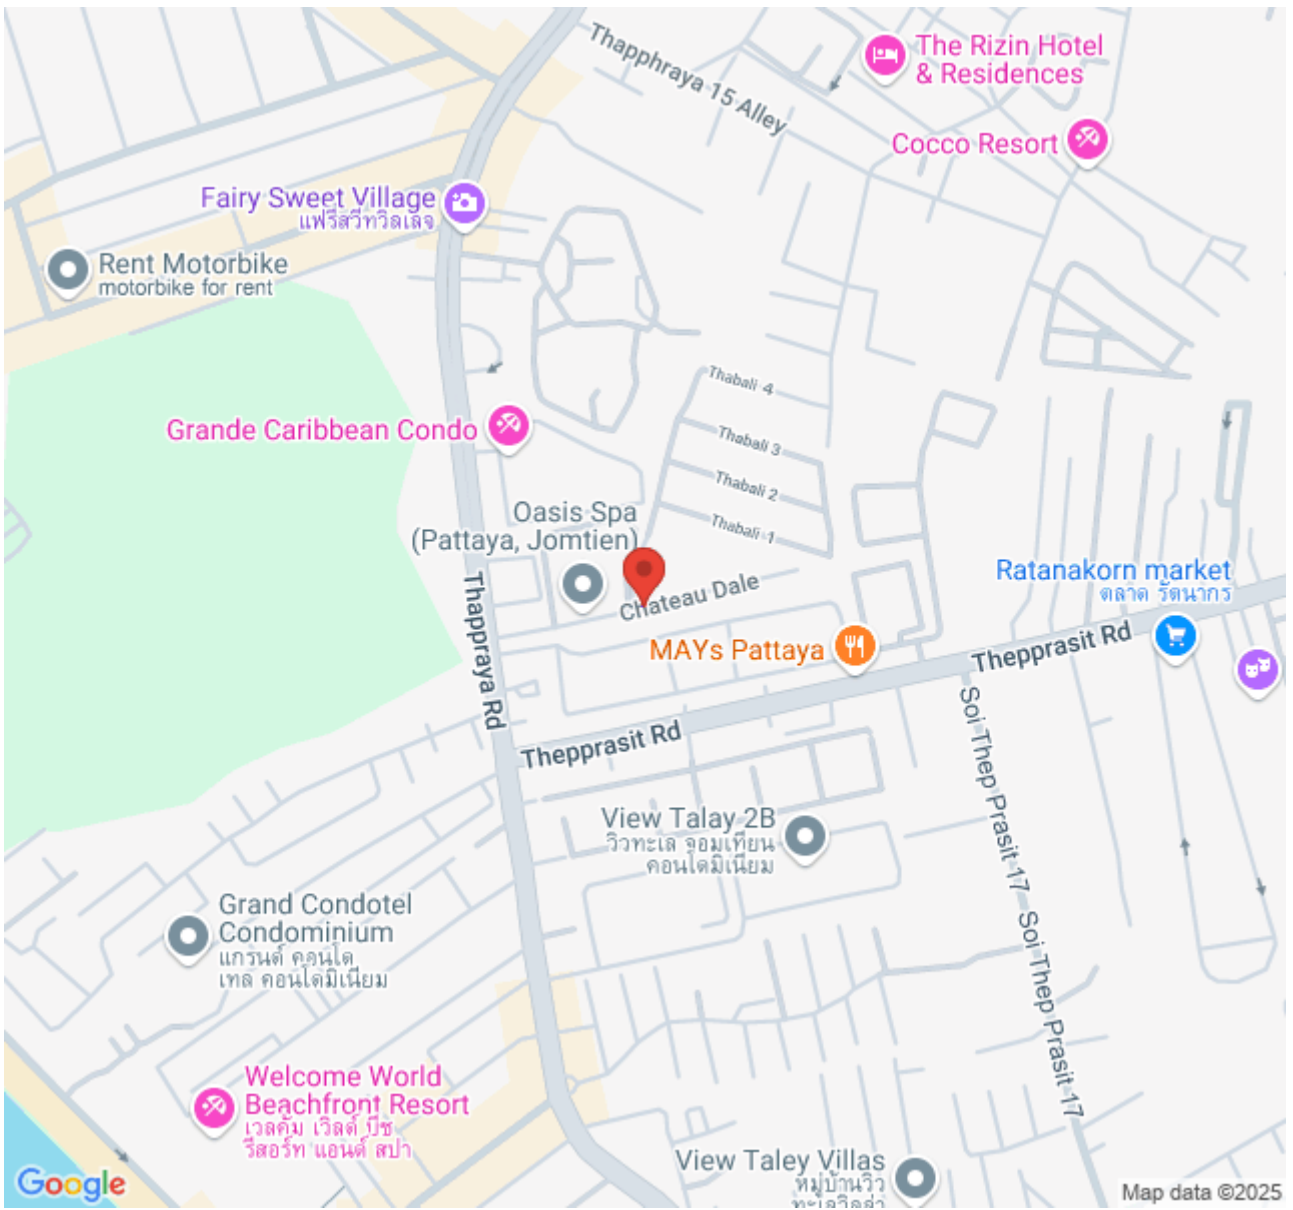 Thapphraya 15 Alley
The Rizin Hotel
& Residences
Cocco Resort
Fairy Sweet Village
แฟรีสวีทวิลเลจ
Rent Motorbike
motorbike for rent
Thabali 4
Grande Caribbean Condo
Thabali 3
Thabali 2
Oasis Spa
(Pattaya, Jomtien)
Thabali 1
Chateau Dale
Ratanakorn market
ตลาด รัตนากร
Thappraya Rd
MAYs Pattaya
Thepprasit Rd
Thepprasit Rd
Soi Thep Prasit 17
View Talay 2B
วิวทะเล จอมเทียน
คอนโดมิเนียม
Grand Condotel
Condominium
แกรนด์ คอนโด
เทล คอนโดมิเนียม
Soi Thep Prasit 17
Welcome World
Beachfront Resort
เวลคัม เวิลด์ บีช
รีสอร์ท แอนด์ สปา
View Taley Villas
หมู่บ้านวิว
ทะเลวิลล่า
Google
Map data ©2025